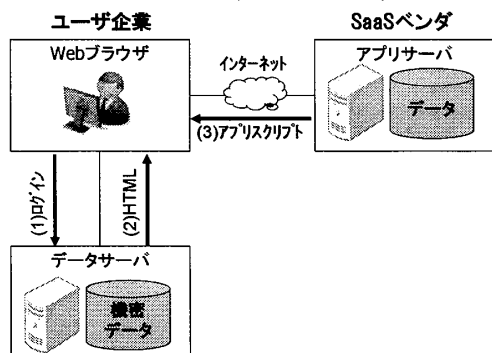 ユーザ企業
SaaSベンダ
Webブラウザ
インターネット
アプリサーバ
データ
(3)アプリスクリプト
(1)ログイン
(2)HTML
データサーバ
機密
データ